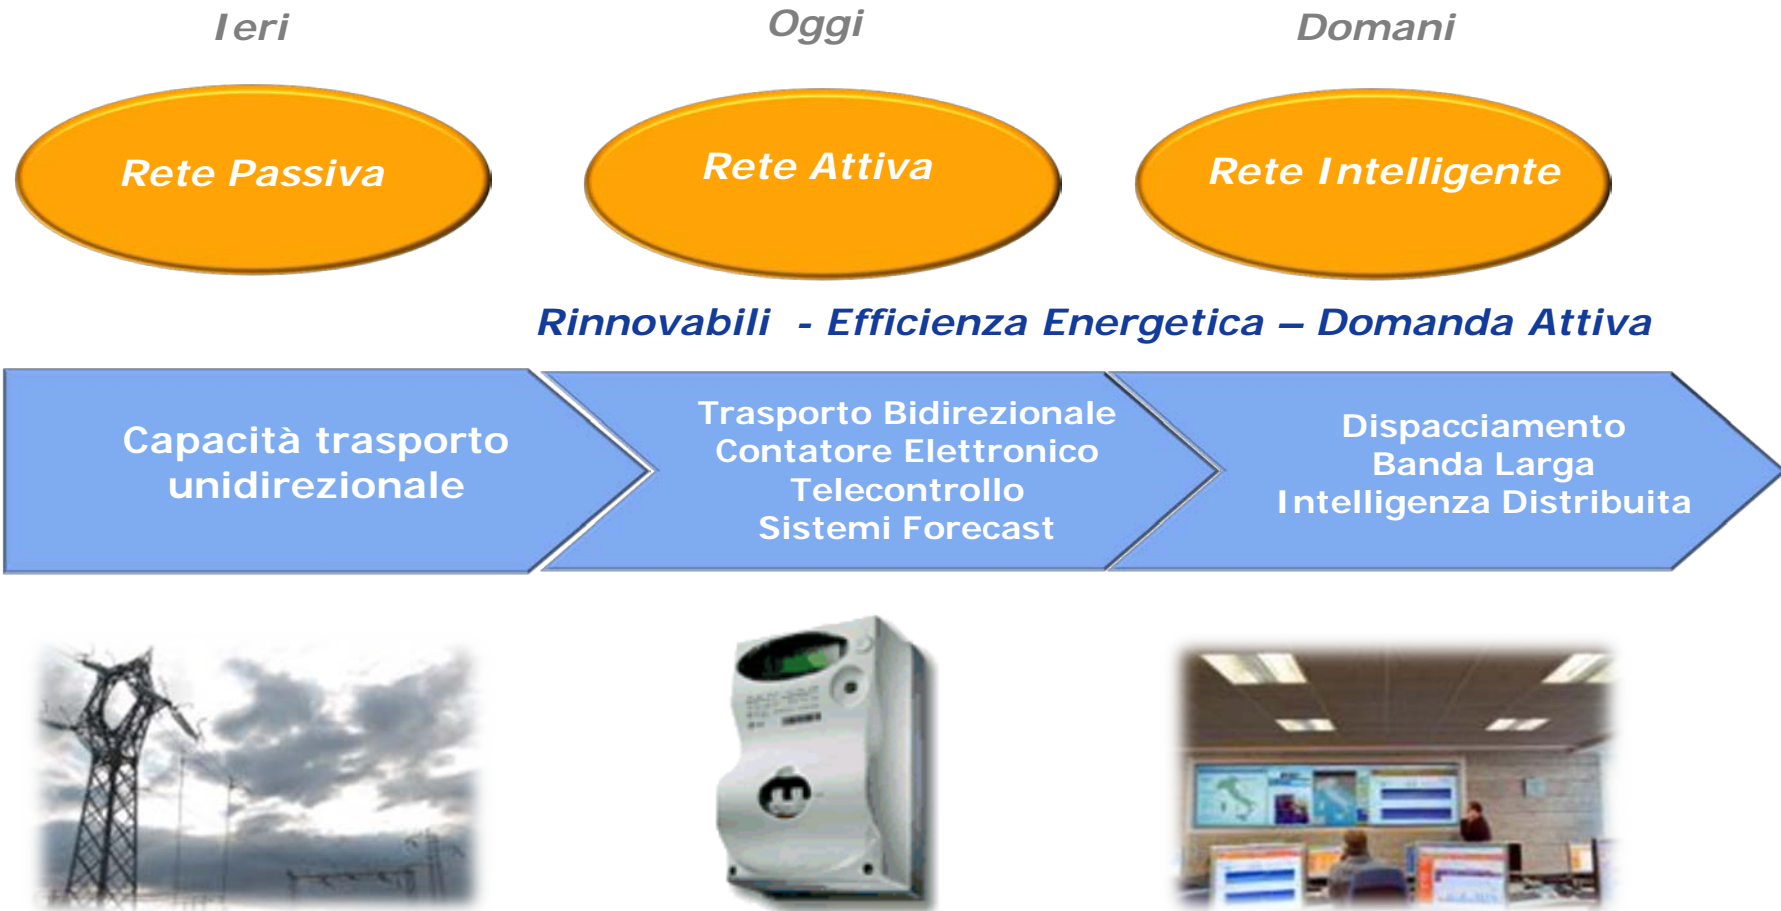 Ieri
Oggi
Domani
Rete Passiva
Rete Attiva
Rete Intelligente
Rinnovabili - Efficienza Energetica – Domanda Attiva
Capacità trasporto
unidirezionale
Trasporto Bidirezionale
Contatore Elettronico
Telecontrollo
Sistemi Forecast
Dispacciamento
Banda Larga
Intelligenza Distribuita